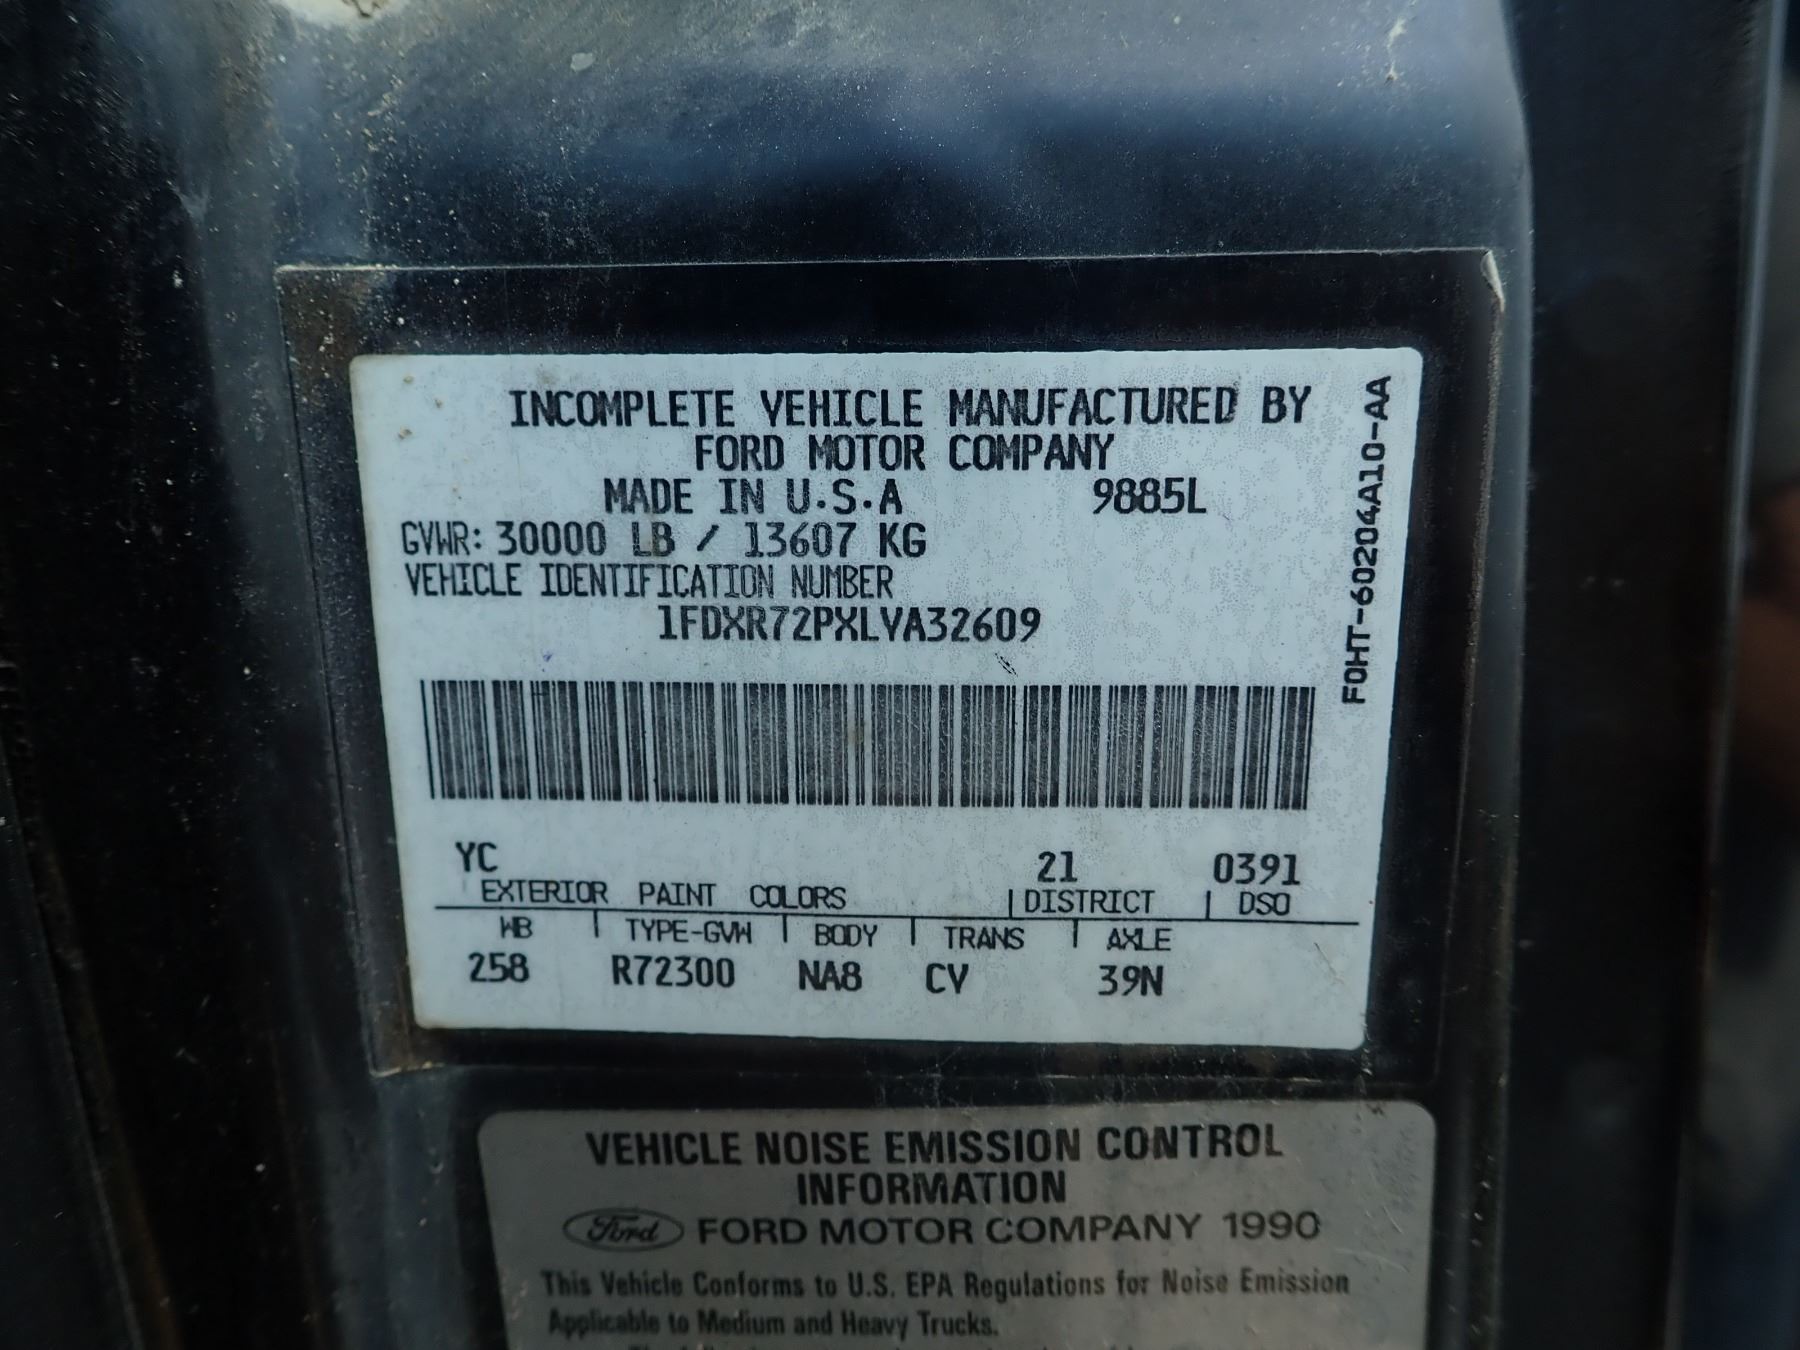 INCOMPLETE VEHICLE MANUFACTURED BY
FORD MOTOR COMPANY
MADE IN U.S.A 9885L
GVWR: 30000 LB / 13607 KG
VEHICLE IDENTIFICATION NUMBER
1FDXR72PXLVA32609
F0HT-60204A10-AA
YC 21 0391
EXTERIOR PAINT COLORS DISTRICT DSO
WB TYPE-GVW BODY TRANS AXLE
258 R72300 NA8 CV 39N
VEHICLE NOISE EMISSION CONTROL
INFORMATION
Ford FORD MOTOR COMPANY 1990
This Vehicle Conforms to U.S. EPA Regulations for Noise Emission
Applicable to Medium and Heavy Trucks.